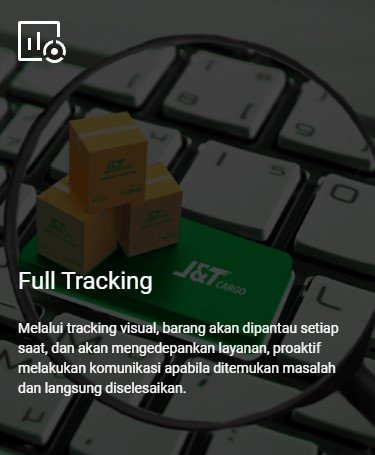 J&T
J&T CARGO
Full Tracking
Melalui tracking visual, barang akan dipantau setiap
saat, dan akan mengedepankan layanan, proaktif
melakukan komunikasi apabila ditemukan masalah
dan langsung diselesaikan.